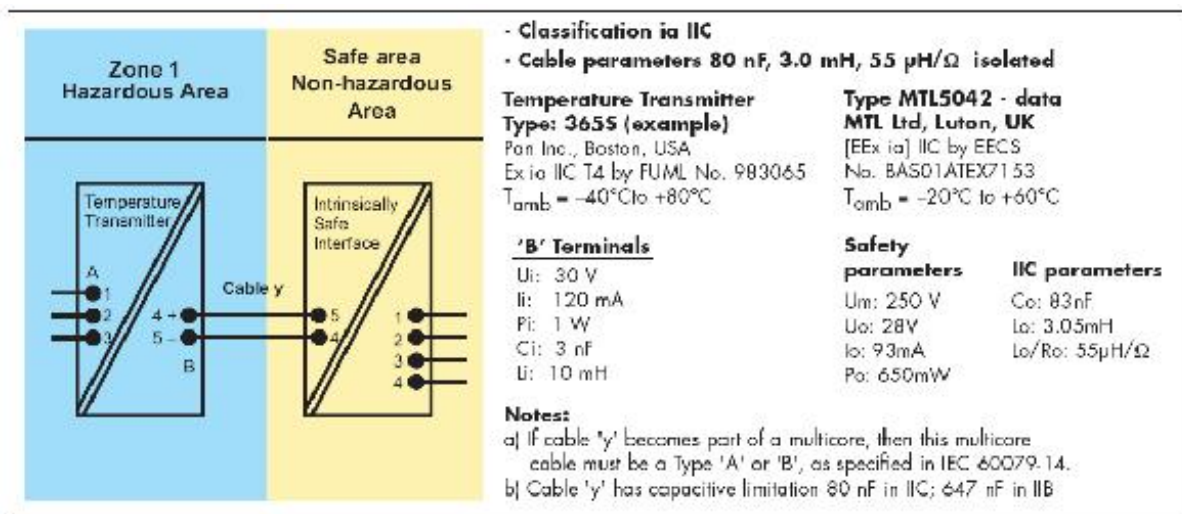 Zone 1
Hazardous Area
Safe area
Non-hazardous
Area
Temperature
Transmitter
A
1
2
3
4 +
5 –
B
Cable y
Intrinsically
Safe
Interface
5
4
1
2
3
4
- Classification ia IIC
- Cable parameters 80 nF, 3.0 mH, 55 µH/Ω isolated
Temperature Transmitter
Type: 365S (example)
Pan Inc., Boston, USA
Ex ia IIC T4 by FUML No. 983065
Tamb = –40°Cto +80°C
'B' Terminals
Ui: 30 V
Ii: 120 mA
Pi: 1 W
Ci: 3 nF
Li: 10 mH
Type MTL5042 - data
MTL Ltd, Luton, UK
[EEx ia] IIC by EECS
No. BAS01ATEX7153
Tamb = –20°C to +60°C
Safety
parameters
Um: 250 V
Uo: 28V
Io: 93mA
Po: 650mW
IIC parameters
Co: 83nF
Lo: 3.05mH
Lo/Ro: 55µH/Ω
Notes:
a) If cable 'y' becomes part of a multicore, then this multicore
cable must be a Type 'A' or 'B', as specified in IEC 60079-14.
b) Cable 'y' has capacitive limitation 80 nF in IIC; 647 nF in IIB